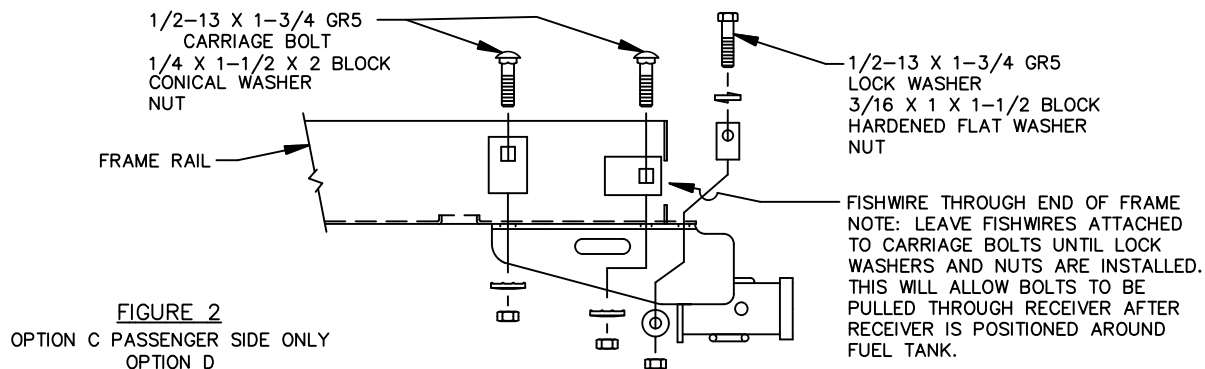 1/2-13 X 1-3/4 GR5
CARRIAGE BOLT
1/4 X 1-1/2 X 2 BLOCK
CONICAL WASHER
NUT
1/2-13 X 1-3/4 GR5
LOCK WASHER
3/16 X 1 X 1-1/2 BLOCK
HARDENED FLAT WASHER
NUT
FRAME RAIL
FISHWIRE THROUGH END OF FRAME
NOTE: LEAVE FISHWIRES ATTACHED
TO CARRIAGE BOLTS UNTIL LOCK
WASHERS AND NUTS ARE INSTALLED.
THIS WILL ALLOW BOLTS TO BE
PULLED THROUGH RECEIVER AFTER
RECEIVER IS POSITIONED AROUND
FUEL TANK.
FIGURE 2
OPTION C PASSENGER SIDE ONLY
OPTION D